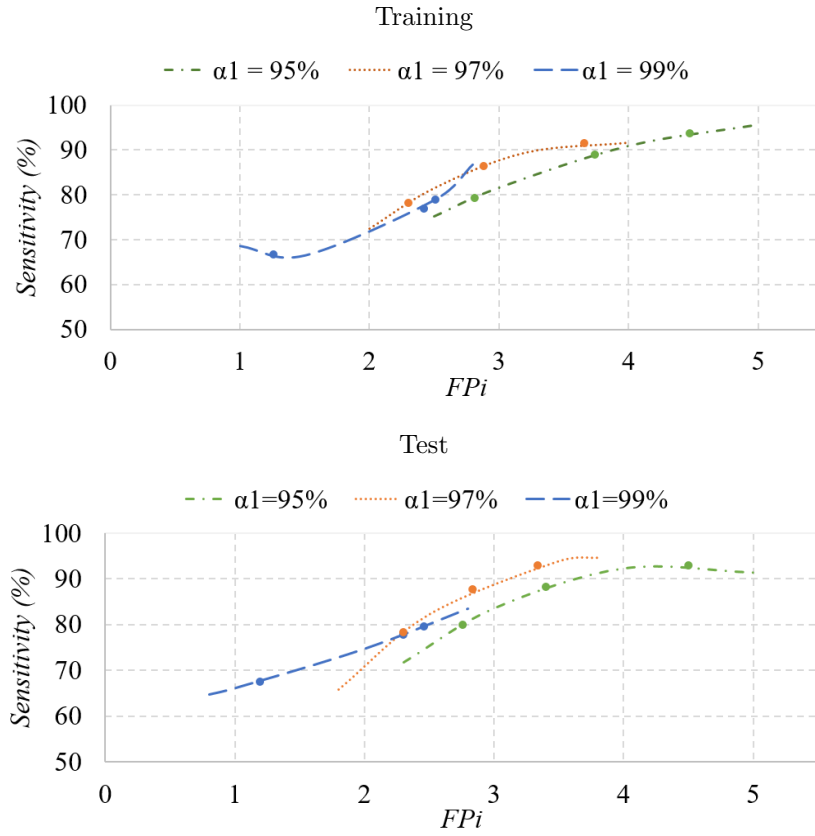 Training
α1 = 95% α1 = 97% α1 = 99%
100
90
80
70
60
50
Sensitivity (%)
0 1 2 3 4 5
FPi
Test
α1=95% α1=97% α1=99%
100
90
80
70
60
50
Sensitivity (%)
0 1 2 3 4 5
FPi